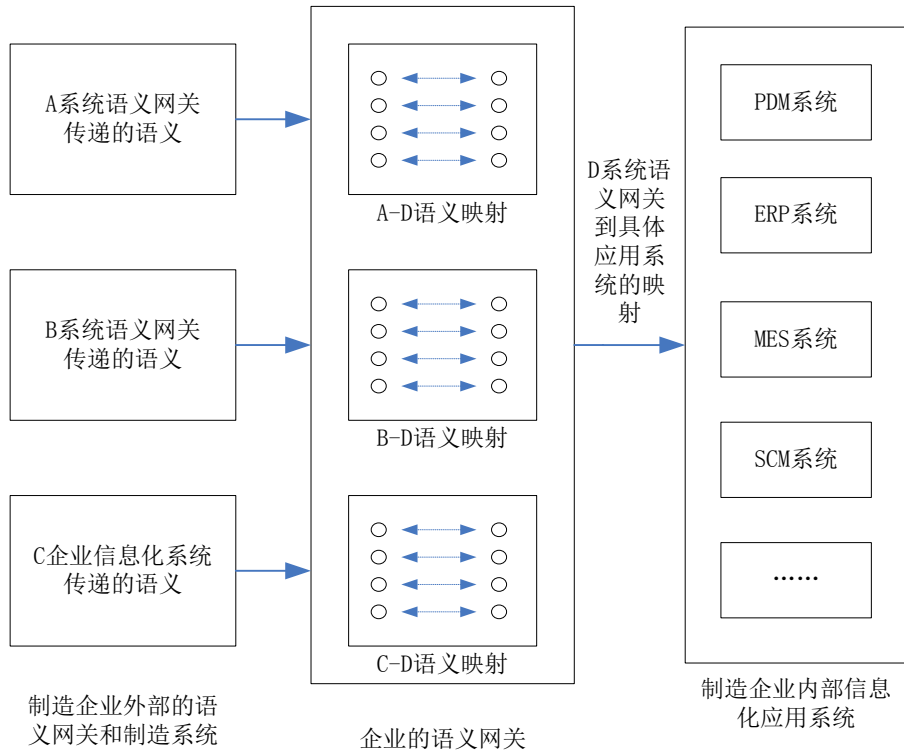 A系统语义网关
传递的语义
B系统语义网关
传递的语义
C企业信息化系统
传递的语义
制造企业外部的语
义网关和制造系统
A-D语义映射
B-D语义映射
C-D语义映射
企业的语义网关
D系统语
义网关
到具体
应用系
统的映
射
PDM系统
ERP系统
MES系统
SCM系统
……
制造企业内部信息
化应用系统